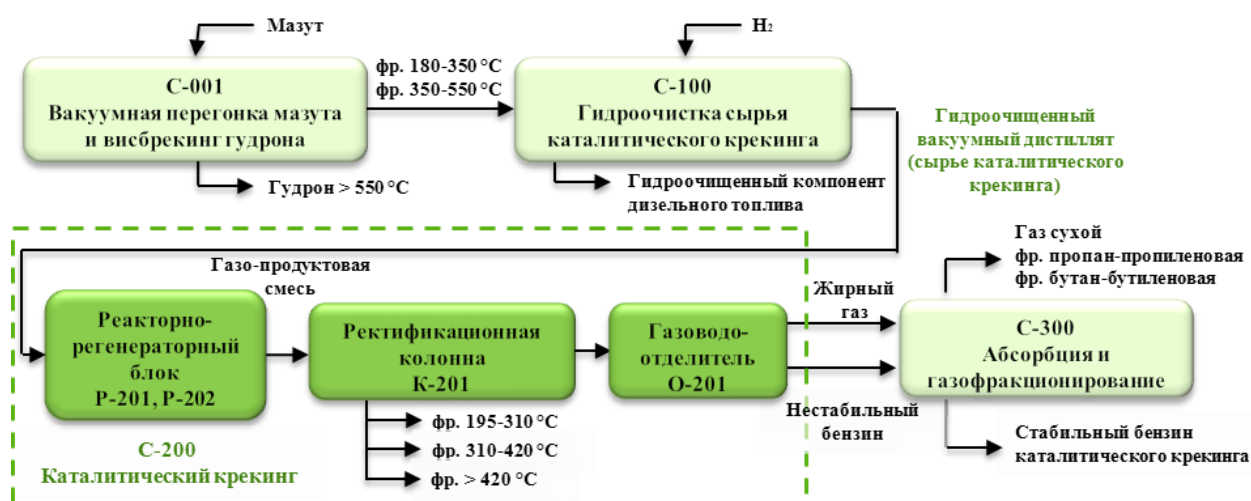 Мазут
Н₂
С-001
Вакуумная перегонка мазута
и висбрекинг гудрона
фр. 180-350 °С
фр. 350-550 °С
С-100
Гидроочистка сырья
каталитического крекинга
Гидроочищенный
вакуумный дистиллят
(сырье каталитического
крекинга)
Гудрон > 550 °С
Гидроочищенный компонент
дизельного топлива
Газо-продуктовая
смесь
Реакторно-
регенераторный
блок
Р-201, Р-202
Ректификационная
колонна
К-201
Газоводо-
отделитель
О-201
Жирный
газ
Нестабильный
бензин
Газ сухой
фр. пропан-пропиленовая
фр. бутан-бутиленовая
С-300
Абсорбция и
газофракционирование
фр. 195-310 °С
фр. 310-420 °С
фр. > 420 °С
С-200
Каталитический крекинг
Стабильный бензин
каталитического крекинга